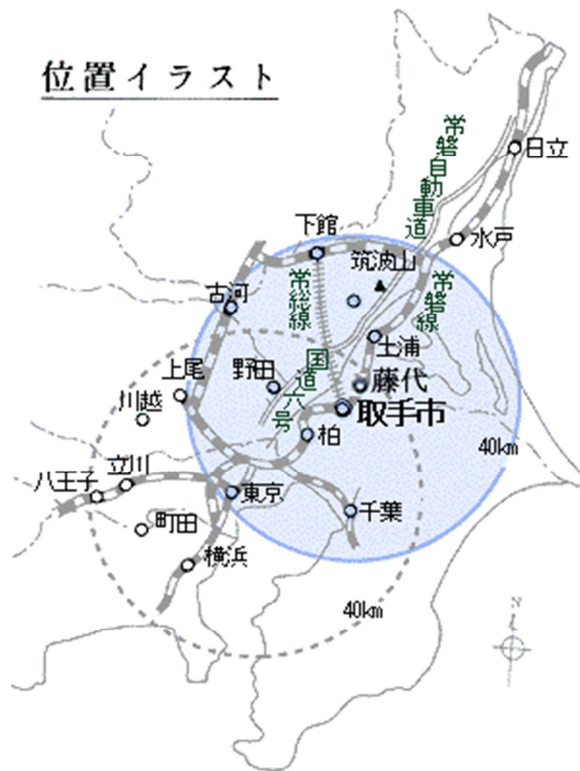 位置イラスト
常磐自動車道
日立
水戸
下館
筑波山
常総線
常磐線
古河
土浦
国道六号
上尾
野田
藤代
川越
取手市
柏
40km
立川
八王子
東京
千葉
町田
横浜
40km
N